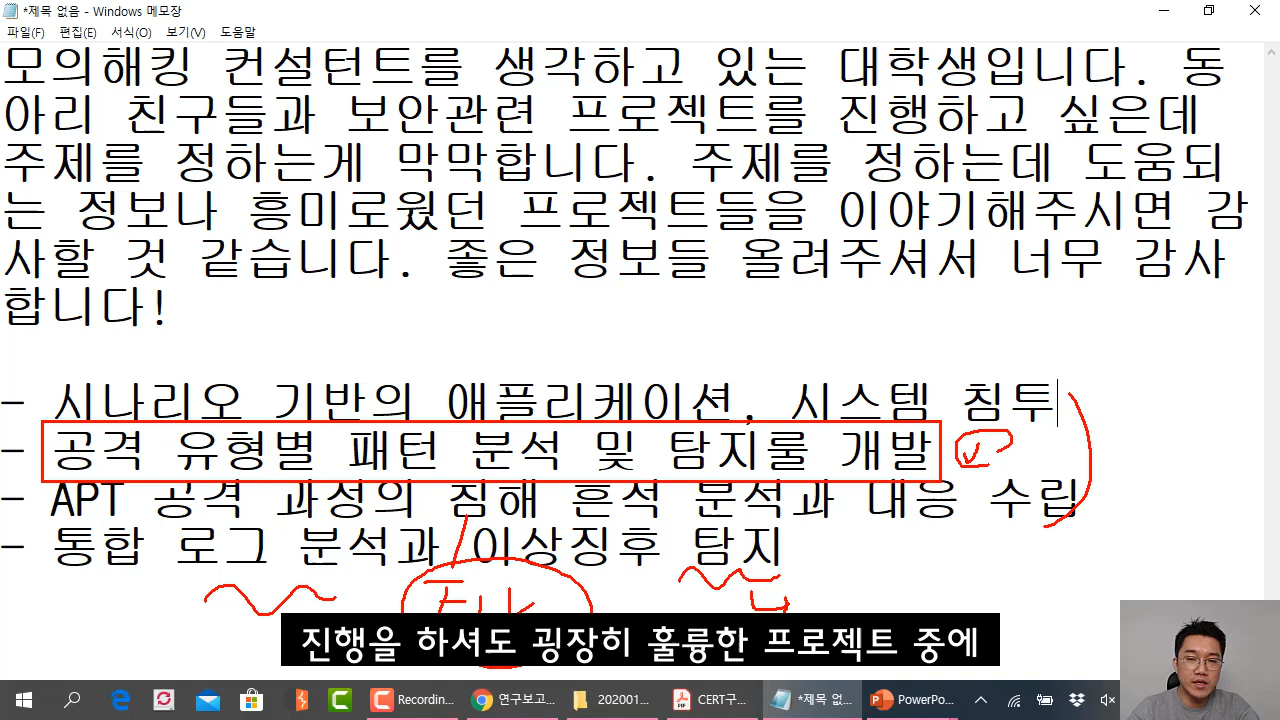 *제목 없음 - Windows 메모장
파일(F) 편집(E) 서식(O) 보기(V) 도움말
모의해킹 컨설턴트를 생각하고 있는 대학생입니다. 동
아리 친구들과 보안관련 프로젝트를 진행하고 싶은데
주제를 정하는게 막막합니다. 주제를 정하는데 도움되
는 정보나 흥미로웠던 프로젝트들을 이야기해주시면 감
사할 것 같습니다. 좋은 정보들 올려주셔서 너무 감사
합니다!
- 시나리오 기반의 애플리케이션, 시스템 침투
- 공격 유형별 패턴 분석 및 탐지룰 개발
- APT 공격 과정의 침해 흔적 분석과 대응 수립
- 통합 로그 분석과 이상징후 탐지
진행을 하셔도 굉장히 훌륭한 프로젝트 중에
Recording... 연구보고... 202001... CERT구... *제목 없... PowerPo...